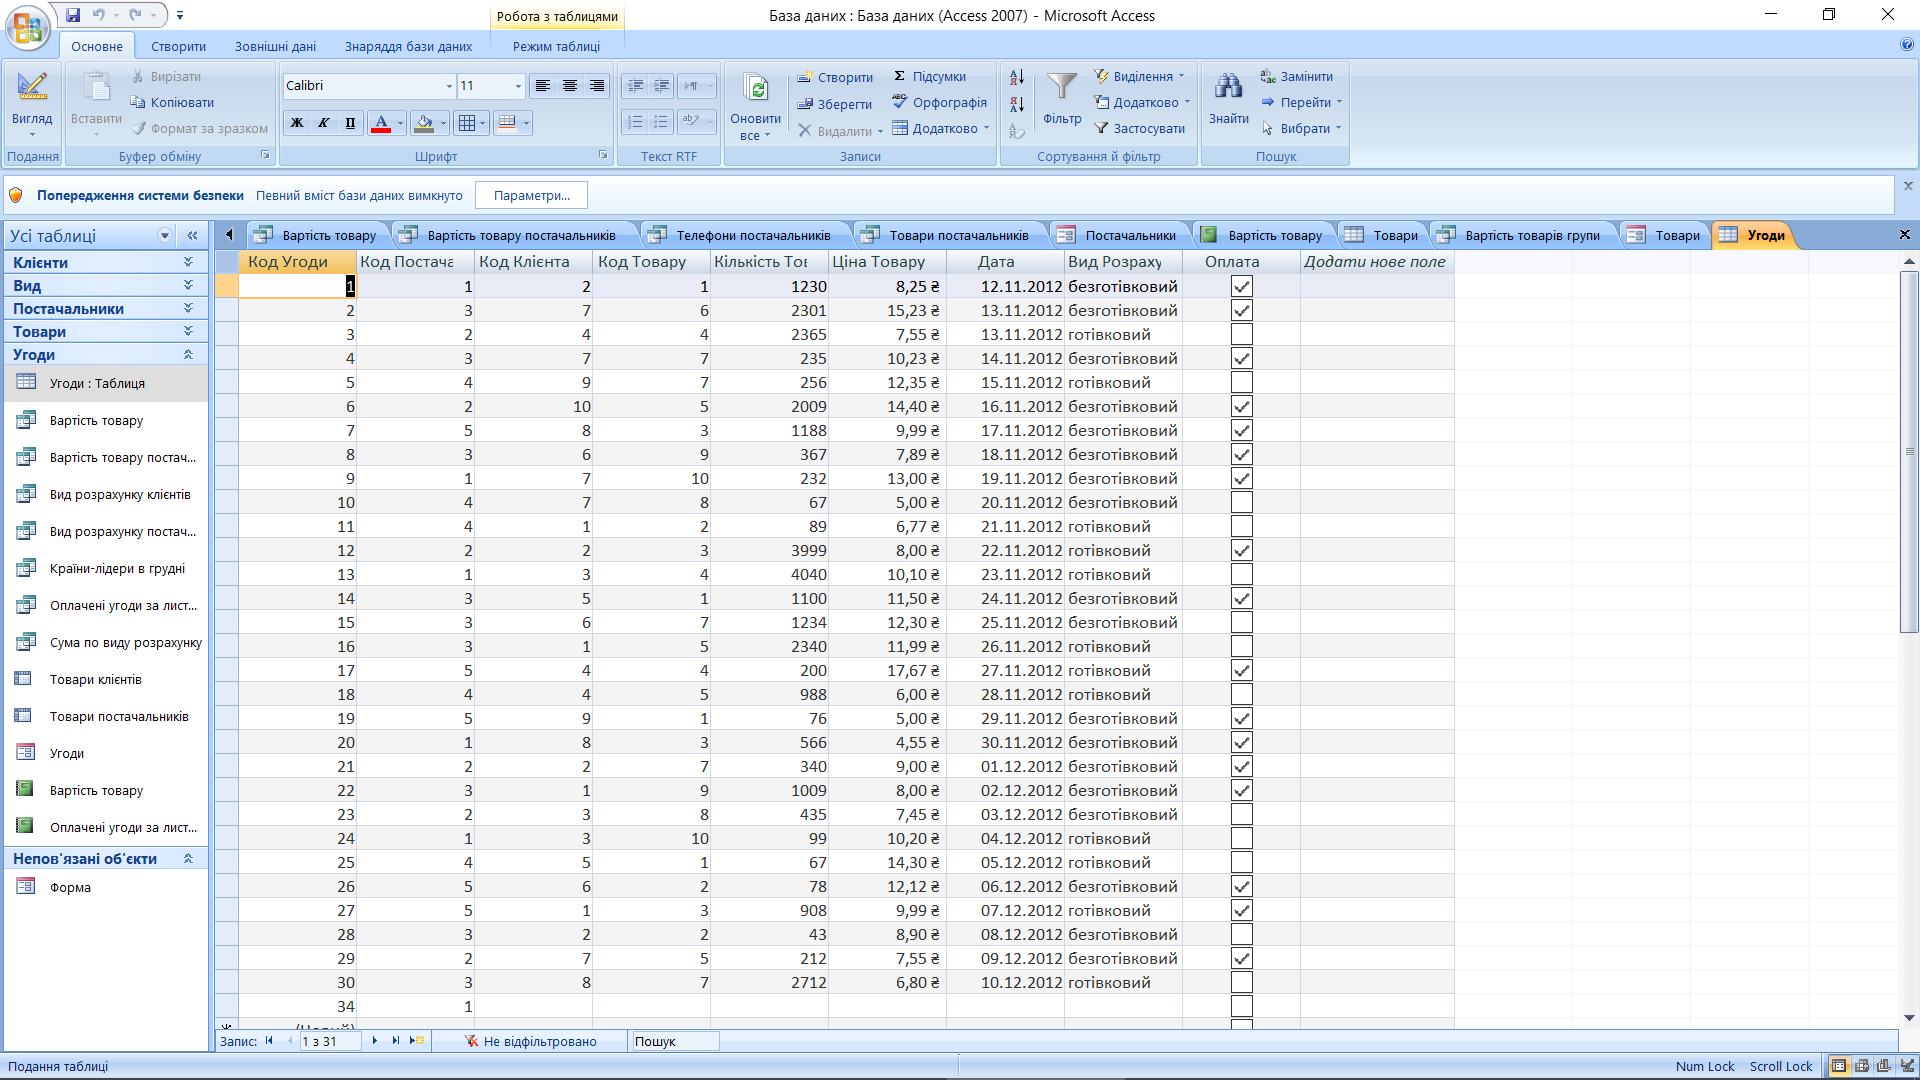 Робота з таблицями
База даних : База даних (Access 2007) - Microsoft Access
Основне Створити Зовнішні дані Знаряддя бази даних Режим таблиці
Вигляд
Подання
Вставити
Вирізати
Копіювати
Формат за зразком
Буфер обміну
Calibri 11
Ж К П
Шрифт
Текст RTF
Оновити все
Створити
Зберегти
Видалити
Підсумки
Орфографія
Додатково
Записи
Фільтр
Виділення
Додатково
Застосувати
Сортування й фільтр
Знайти
Замінити
Перейти
Вибрати
Пошук
Попередження системи безпеки Певний вміст бази даних вимкнуто Параметри...
Усі таблиці
Клієнти
Вид
Постачальники
Товари
Угоди
Угоди : Таблиця
Вартість товару
Вартість товару постач...
Вид розрахунку клієнтів
Вид розрахунку постач...
Країни-лідери в грудні
Оплачені угоди за лист...
Сума по виду розрахунку
Товари клієнтів
Товари постачальників
Угоди
Вартість товару
Оплачені угоди за лист...
Непов'язані об'єкти
Форма
Вартість товару Вартість товару постачальників Телефони постачальників Товари постачальників Постачальники Вартість товару Товари Вартість товарів групи Товари Угоди
Код Угоди Код Постача Код Клієнта Код Товару Кількість Тов Ціна Товару Дата Вид Розраху Оплата Додати нове поле
1 1 2 1 1230 8,25 ₴ 12.11.2012 безготівковий
2 3 7 6 2301 15,23 ₴ 13.11.2012 безготівковий
3 2 4 4 2365 7,55 ₴ 13.11.2012 готівковий
4 3 7 7 235 10,23 ₴ 14.11.2012 безготівковий
5 4 9 7 256 12,35 ₴ 15.11.2012 готівковий
6 2 10 5 2009 14,40 ₴ 16.11.2012 безготівковий
7 5 8 3 1188 9,99 ₴ 17.11.2012 безготівковий
8 3 6 9 367 7,89 ₴ 18.11.2012 безготівковий
9 1 7 10 232 13,00 ₴ 19.11.2012 безготівковий
10 4 7 8 67 5,00 ₴ 20.11.2012 безготівковий
11 4 1 2 89 6,77 ₴ 21.11.2012 готівковий
12 2 2 3 3999 8,00 ₴ 22.11.2012 готівковий
13 1 3 4 4040 10,10 ₴ 23.11.2012 готівковий
14 3 5 1 1100 11,50 ₴ 24.11.2012 безготівковий
15 3 6 7 1234 12,30 ₴ 25.11.2012 безготівковий
16 3 1 5 2340 11,99 ₴ 26.11.2012 готівковий
17 5 4 4 200 17,67 ₴ 27.11.2012 готівковий
18 4 4 5 988 6,00 ₴ 28.11.2012 готівковий
19 5 9 1 76 5,00 ₴ 29.11.2012 безготівковий
20 1 8 3 566 4,55 ₴ 30.11.2012 безготівковий
21 2 2 7 340 9,00 ₴ 01.12.2012 безготівковий
22 3 1 9 1009 8,00 ₴ 02.12.2012 безготівковий
23 2 3 8 435 7,45 ₴ 03.12.2012 безготівковий
24 1 3 10 99 10,20 ₴ 04.12.2012 готівковий
25 4 5 1 67 14,30 ₴ 05.12.2012 готівковий
26 5 6 2 78 12,12 ₴ 06.12.2012 безготівковий
27 5 1 3 908 9,99 ₴ 07.12.2012 готівковий
28 3 2 2 43 8,90 ₴ 08.12.2012 безготівковий
29 2 7 5 212 7,55 ₴ 09.12.2012 безготівковий
30 3 8 7 2712 6,80 ₴ 10.12.2012 готівковий
34 1
Запис: 1 з 31 Не відфільтровано Пошук
Подання таблиці Num Lock Scroll Lock